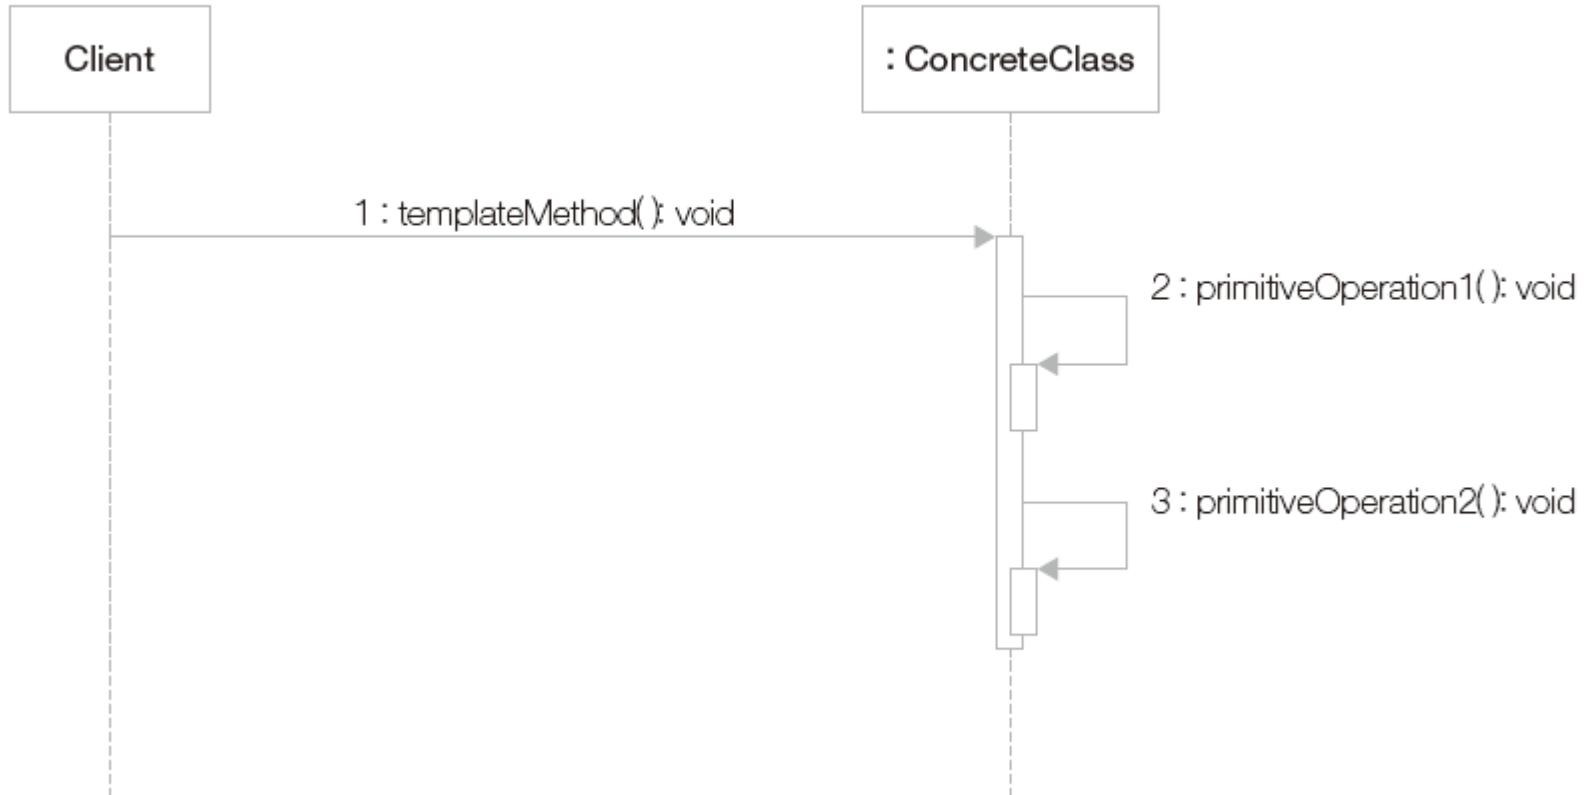 Client
: ConcreteClass
1 : templateMethod( ): void
2 : primitiveOperation1( ): void
3 : primitiveOperation2( ): void